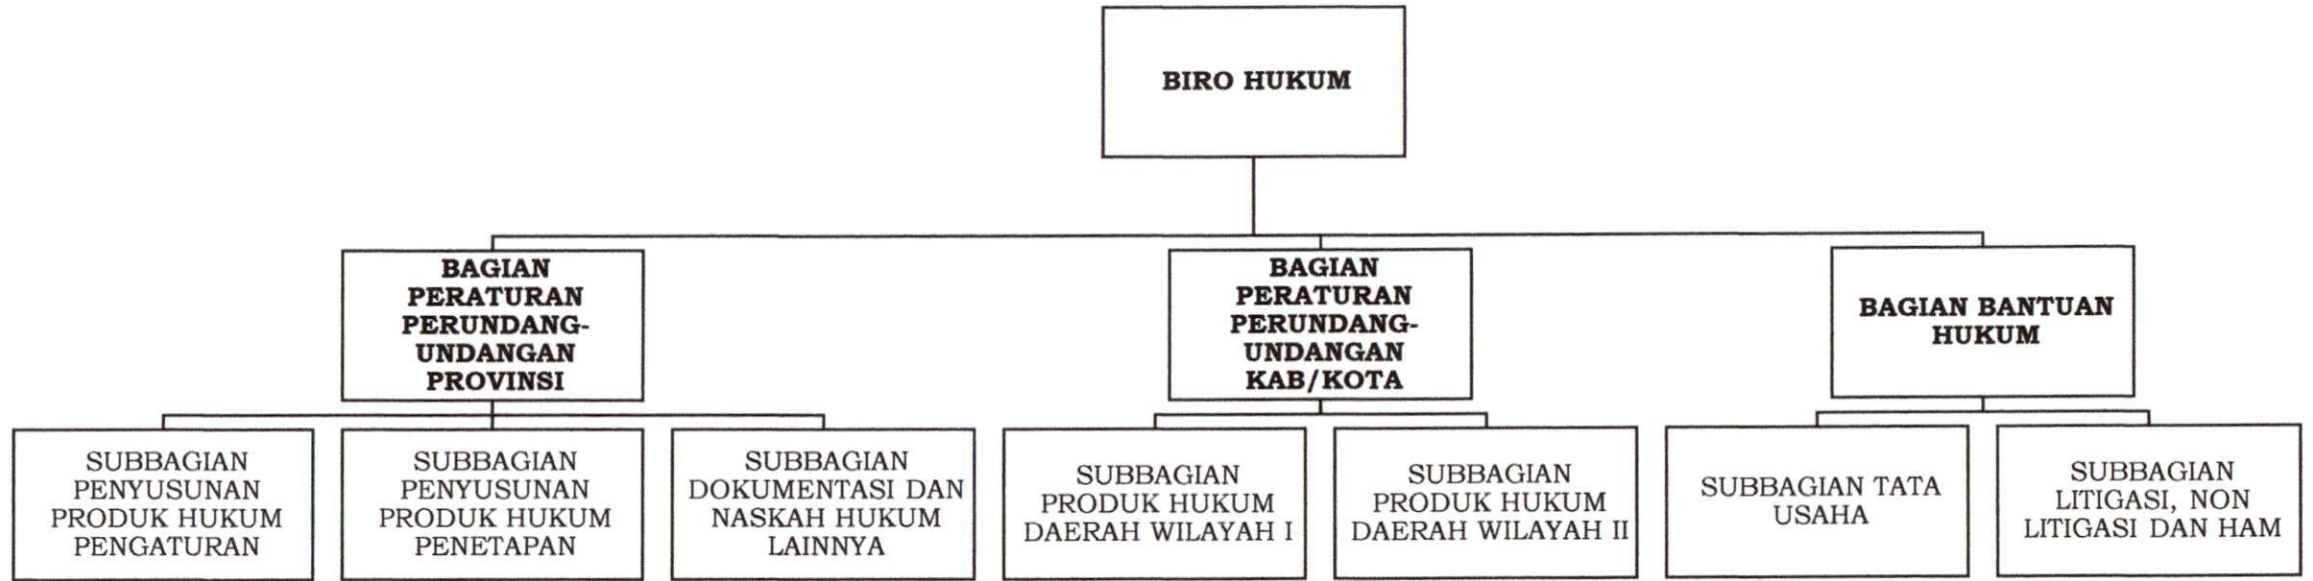 BIRO HUKUM
BAGIAN
PERATURAN
PERUNDANG-
UNDANGAN
PROVINSI
BAGIAN
PERATURAN
PERUNDANG-
UNDANGAN
KAB/KOTA
BAGIAN BANTUAN
HUKUM
SUBBAGIAN
PENYUSUNAN
PRODUK HUKUM
PENGATURAN
SUBBAGIAN
PENYUSUNAN
PRODUK HUKUM
PENETAPAN
SUBBAGIAN
DOKUMENTASI DAN
NASKAH HUKUM
LAINNYA
SUBBAGIAN
PRODUK HUKUM
DAERAH WILAYAH I
SUBBAGIAN
PRODUK HUKUM
DAERAH WILAYAH II
SUBBAGIAN TATA
USAHA
SUBBAGIAN
LITIGASI, NON
LITIGASI DAN HAM